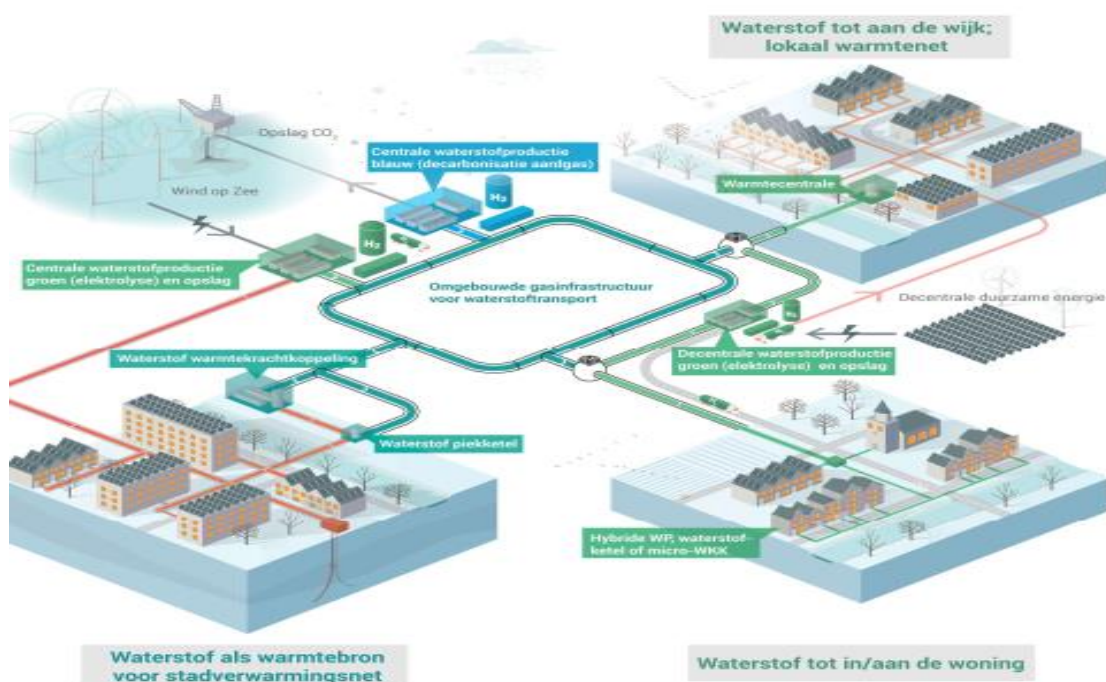 Waterstof tot aan de wijk;
lokaal warmtenet
Opslag CO2
Centrale waterstofproductie
blauw (decarbonisatie aardgas)
Wind op Zee
H2
H2
Warmtecentrale
Centrale waterstofproductie
groen (elektrolyse) en opslag
Omgebouwde gasinfrastructuur
voor waterstoftransport
Decentrale duurzame energie
H2
Waterstof warmtekrachtkoppeling
Decentrale waterstofproductie
groen (elektrolyse) en opslag
Waterstof piekketel
Hybride WP, waterstof-
ketel of micro-WKK
Waterstof als warmtebron
voor stadverwarmingsnet
Waterstof tot in/aan de woning